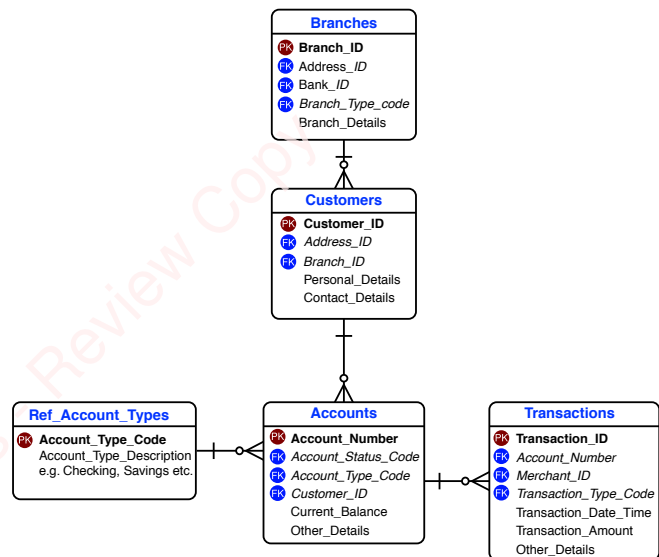 Branches
PK Branch_ID
FK Address_ID
FK Bank_ID
FK Branch_Type_code
Branch_Details
Customers
PK Customer_ID
FK Address_ID
FK Branch_ID
Personal_Details
Contact_Details
Ref_Account_Types
PK Account_Type_Code
Account_Type_Description
e.g. Checking, Savings etc.
Accounts
PK Account_Number
FK Account_Status_Code
FK Account_Type_Code
FK Customer_ID
Current_Balance
Other_Details
Transactions
PK Transaction_ID
FK Account_Number
FK Merchant_ID
FK Transaction_Type_Code
Transaction_Date_Time
Transaction_Amount
Other_Details
- Review Copy